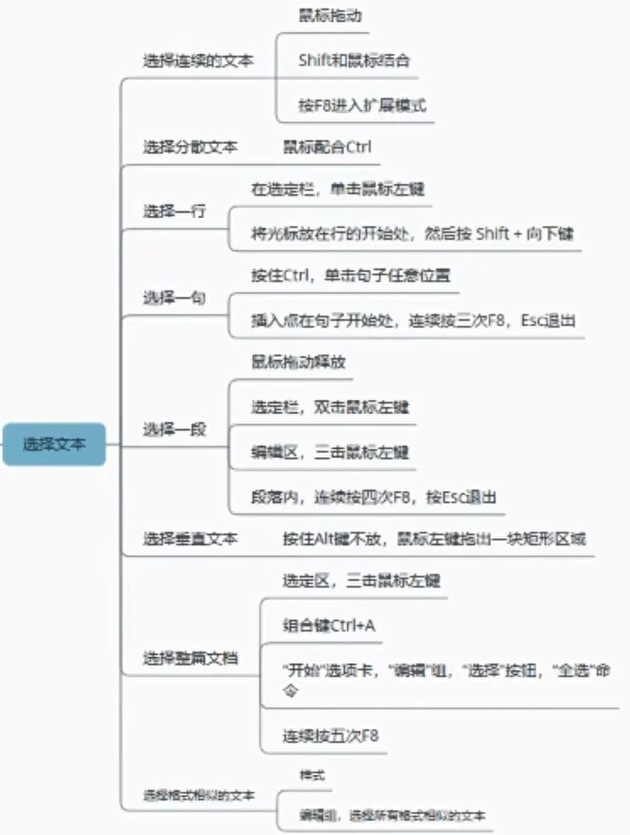 选择文本
选择连续的文本
鼠标拖动
Shift和鼠标结合
按F8进入扩展模式
选择分散文本
鼠标配合Ctrl
选择一行
在选定栏，单击鼠标左键
将光标放在行的开始处，然后按 Shift + 向下键
选择一句
按住Ctrl，单击句子任意位置
插入点在句子开始处，连续按三次F8，Esc退出
选择一段
鼠标拖动释放
选定栏，双击鼠标左键
编辑区，三击鼠标左键
段落内，连续按四次F8，按Esc退出
选择垂直文本
按住Alt键不放，鼠标左键拖出一块矩形区域
选择整篇文档
选定区，三击鼠标左键
组合键Ctrl+A
“开始”选项卡，“编辑”组，“选择”按钮，“全选”命
令
连续按五次F8
选择格式相似的文本
样式
编辑组，选择所有格式相似的文本